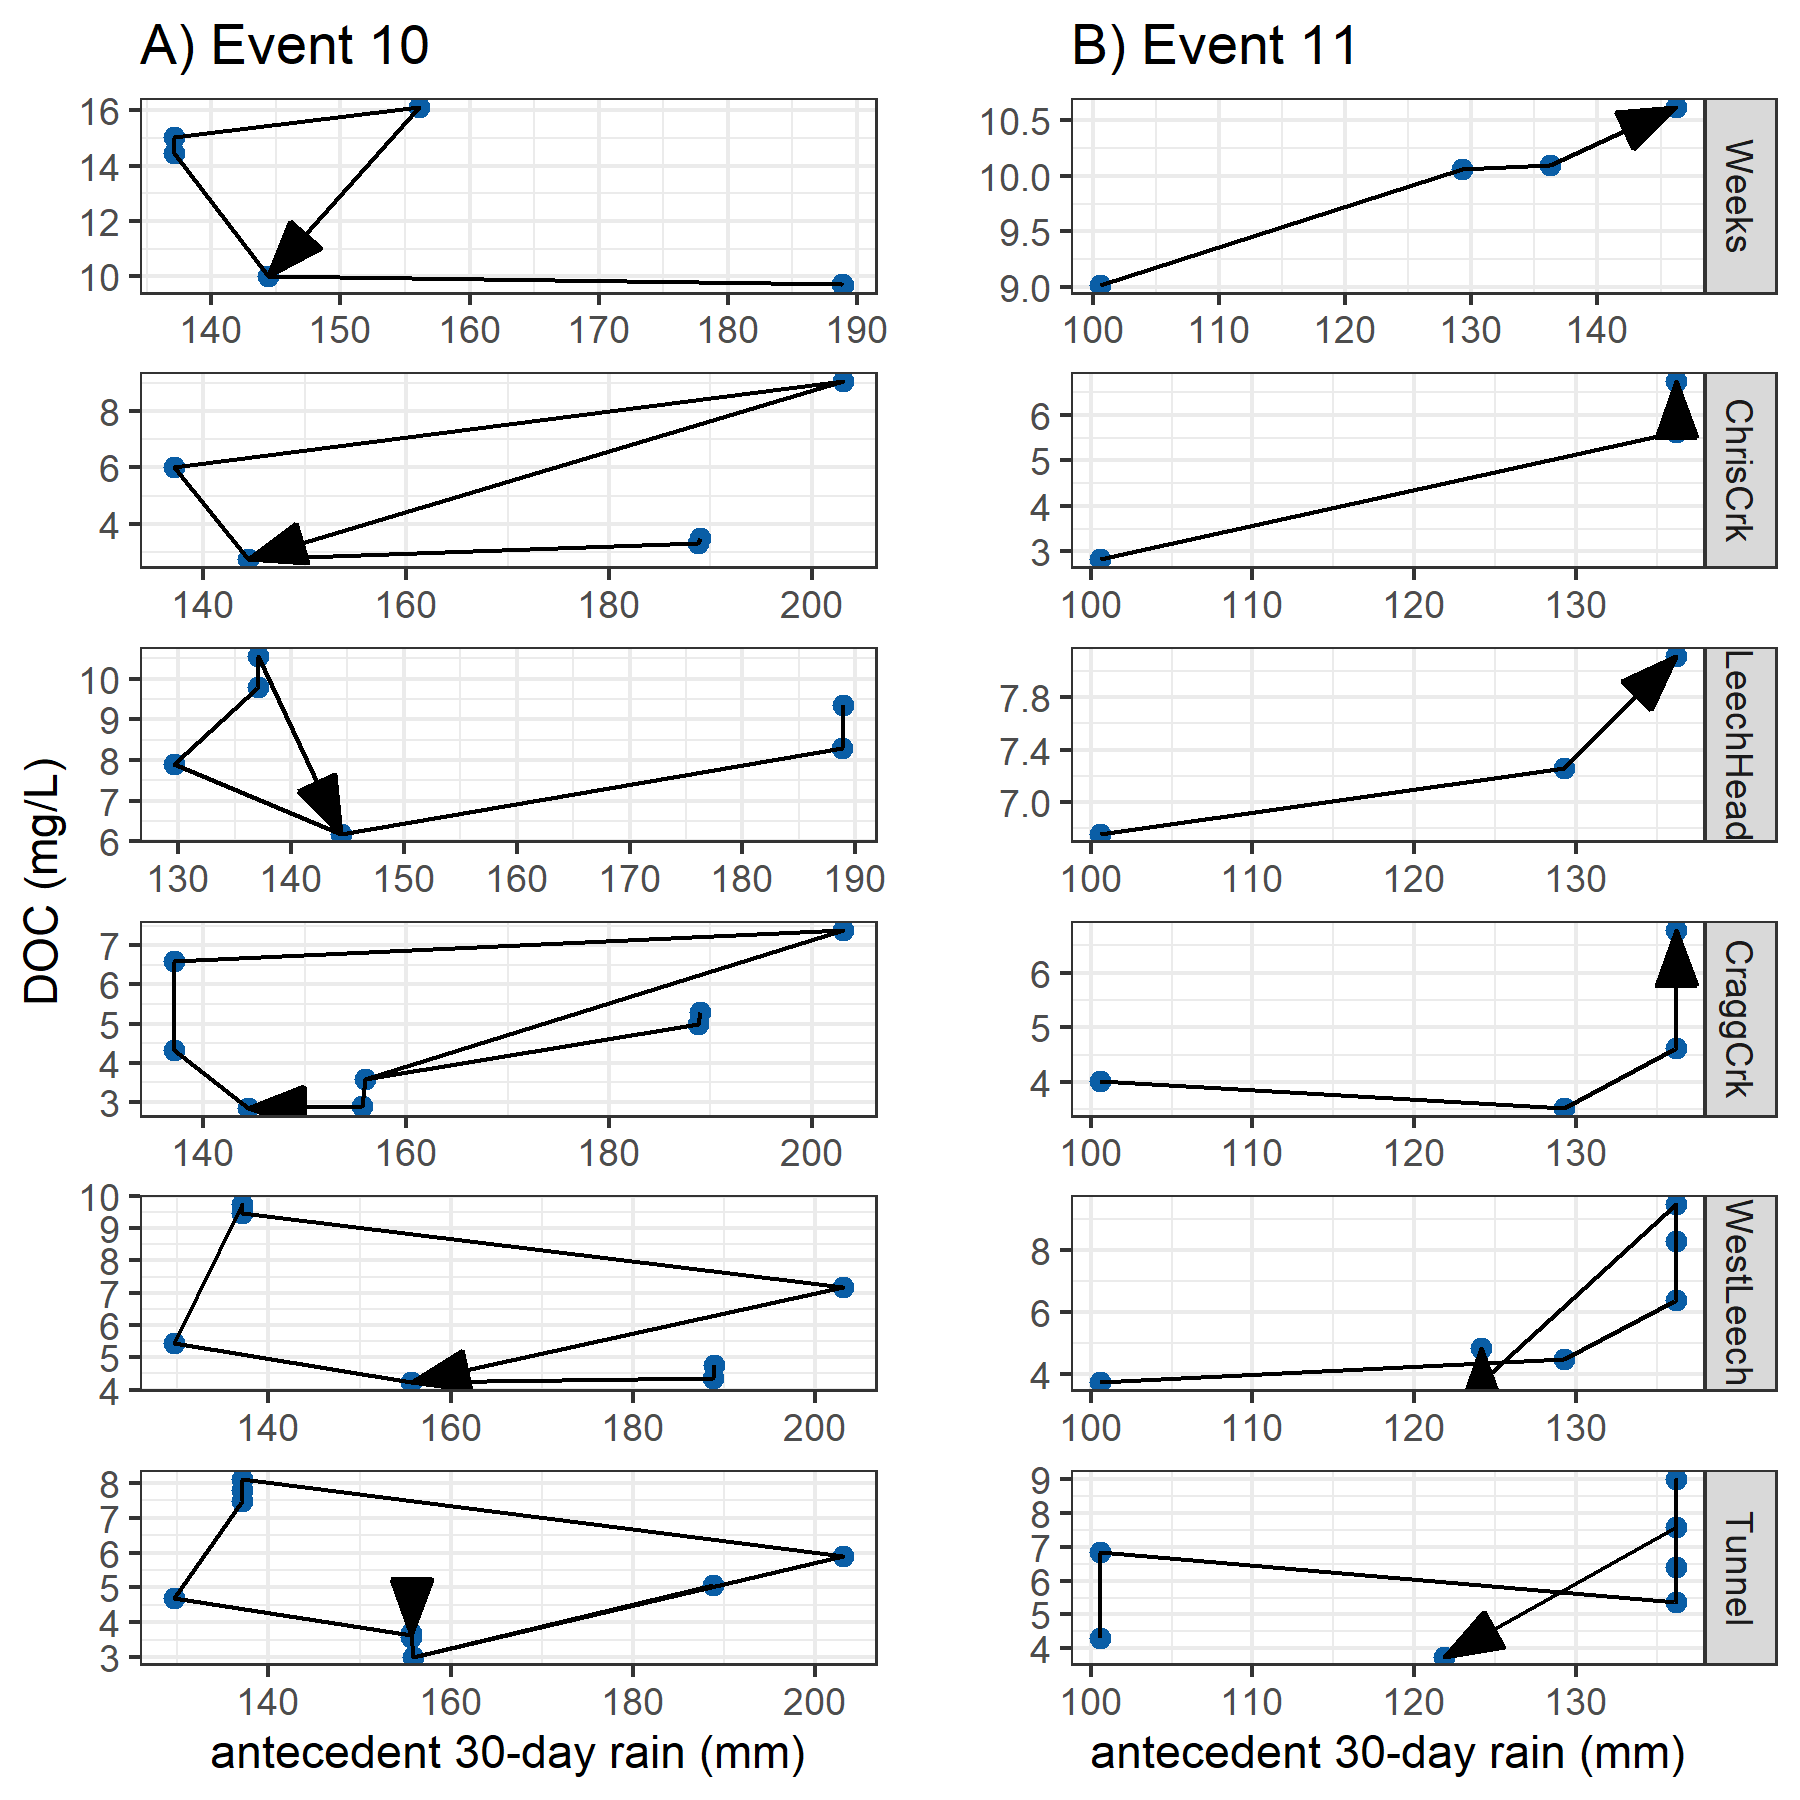 A) Event 10
B) Event 11
DOC (mg/L)
16
14
12
10
140 150 160 170 180 190
10.5
10.0
9.5
9.0
100 110 120 130 140
Weeks
8
6
4
140 160 180 200
6
5
4
3
100 110 120 130
ChrisCrk
10
9
8
7
6
130 140 150 160 170 180 190
7.8
7.4
7.0
100 110 120 130
LeechHead
7
6
5
4
3
140 160 180 200
6
5
4
100 110 120 130
CraggCrk
10
9
8
7
6
5
4
140 160 180 200
8
6
4
100 110 120 130
WestLeech
8
7
6
5
4
3
140 160 180 200
9
8
7
6
5
4
100 110 120 130
Tunnel
antecedent 30-day rain (mm)
antecedent 30-day rain (mm)